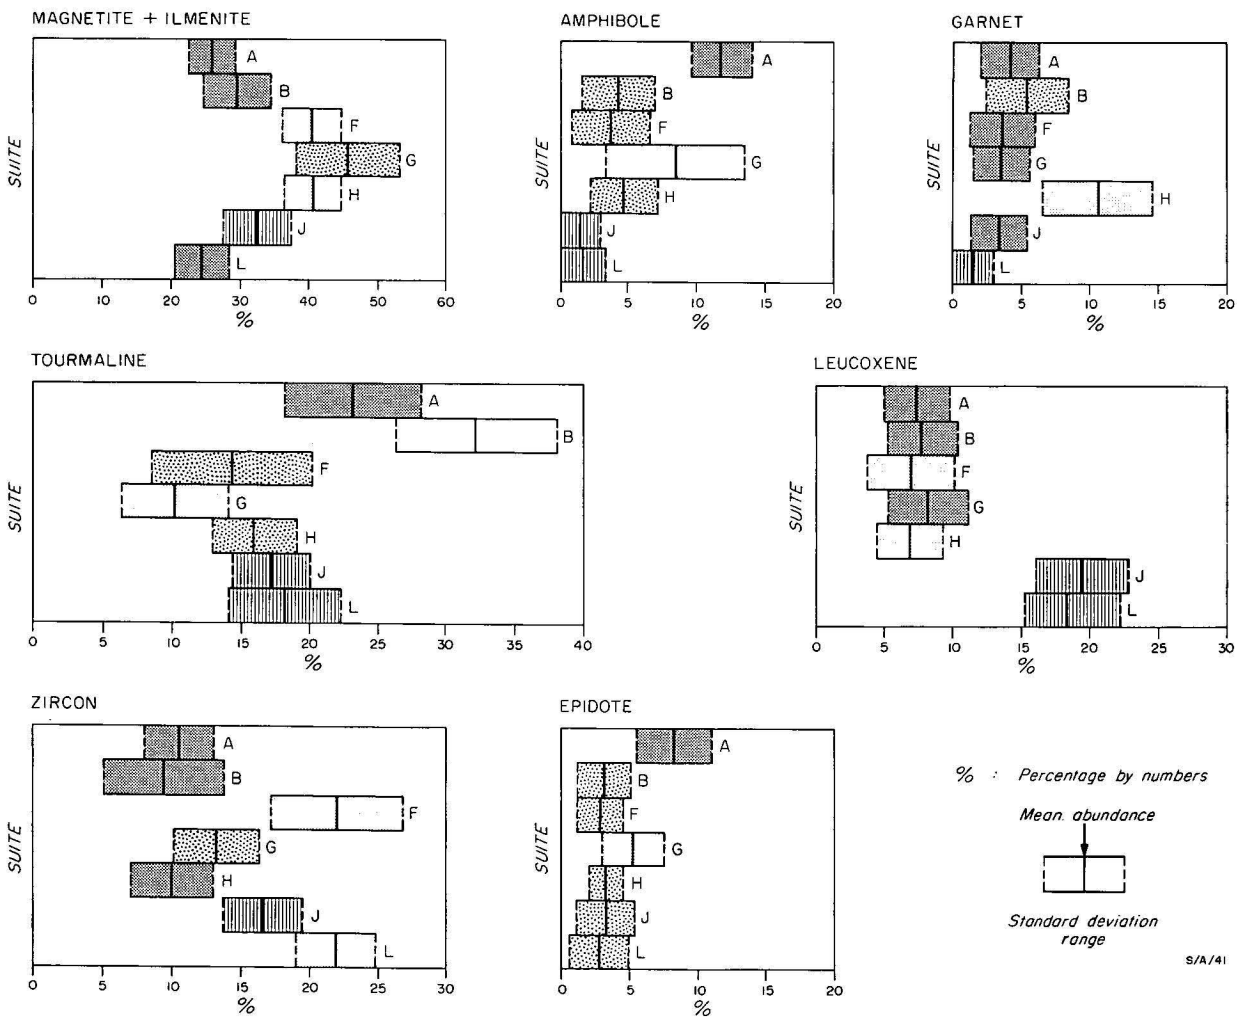 MAGNETITE + ILMENITE
SUITE
A
B
F
G
H
J
L
0 10 20 30 40 50 60
%
AMPHIBOLE
SUITE
A
B
F
G
H
J
L
0 5 10 15 20
%
GARNET
SUITE
A
B
F
G
H
J
L
0 5 10 15 20
%
TOURMALINE
SUITE
A
B
F
G
H
J
L
0 5 10 15 20 25 30 35 40
%
LEUCOXENE
SUITE
A
B
F
G
H
J
L
0 5 10 15 20 25 30
%
ZIRCON
SUITE
A
B
F
G
H
J
L
0 5 10 15 20 25 30
%
EPIDOTE
SUITE
A
B
F
G
H
J
L
0 5 10 15 20
%
% : Percentage by numbers
Mean abundance
Standard deviation
range
S/A/41